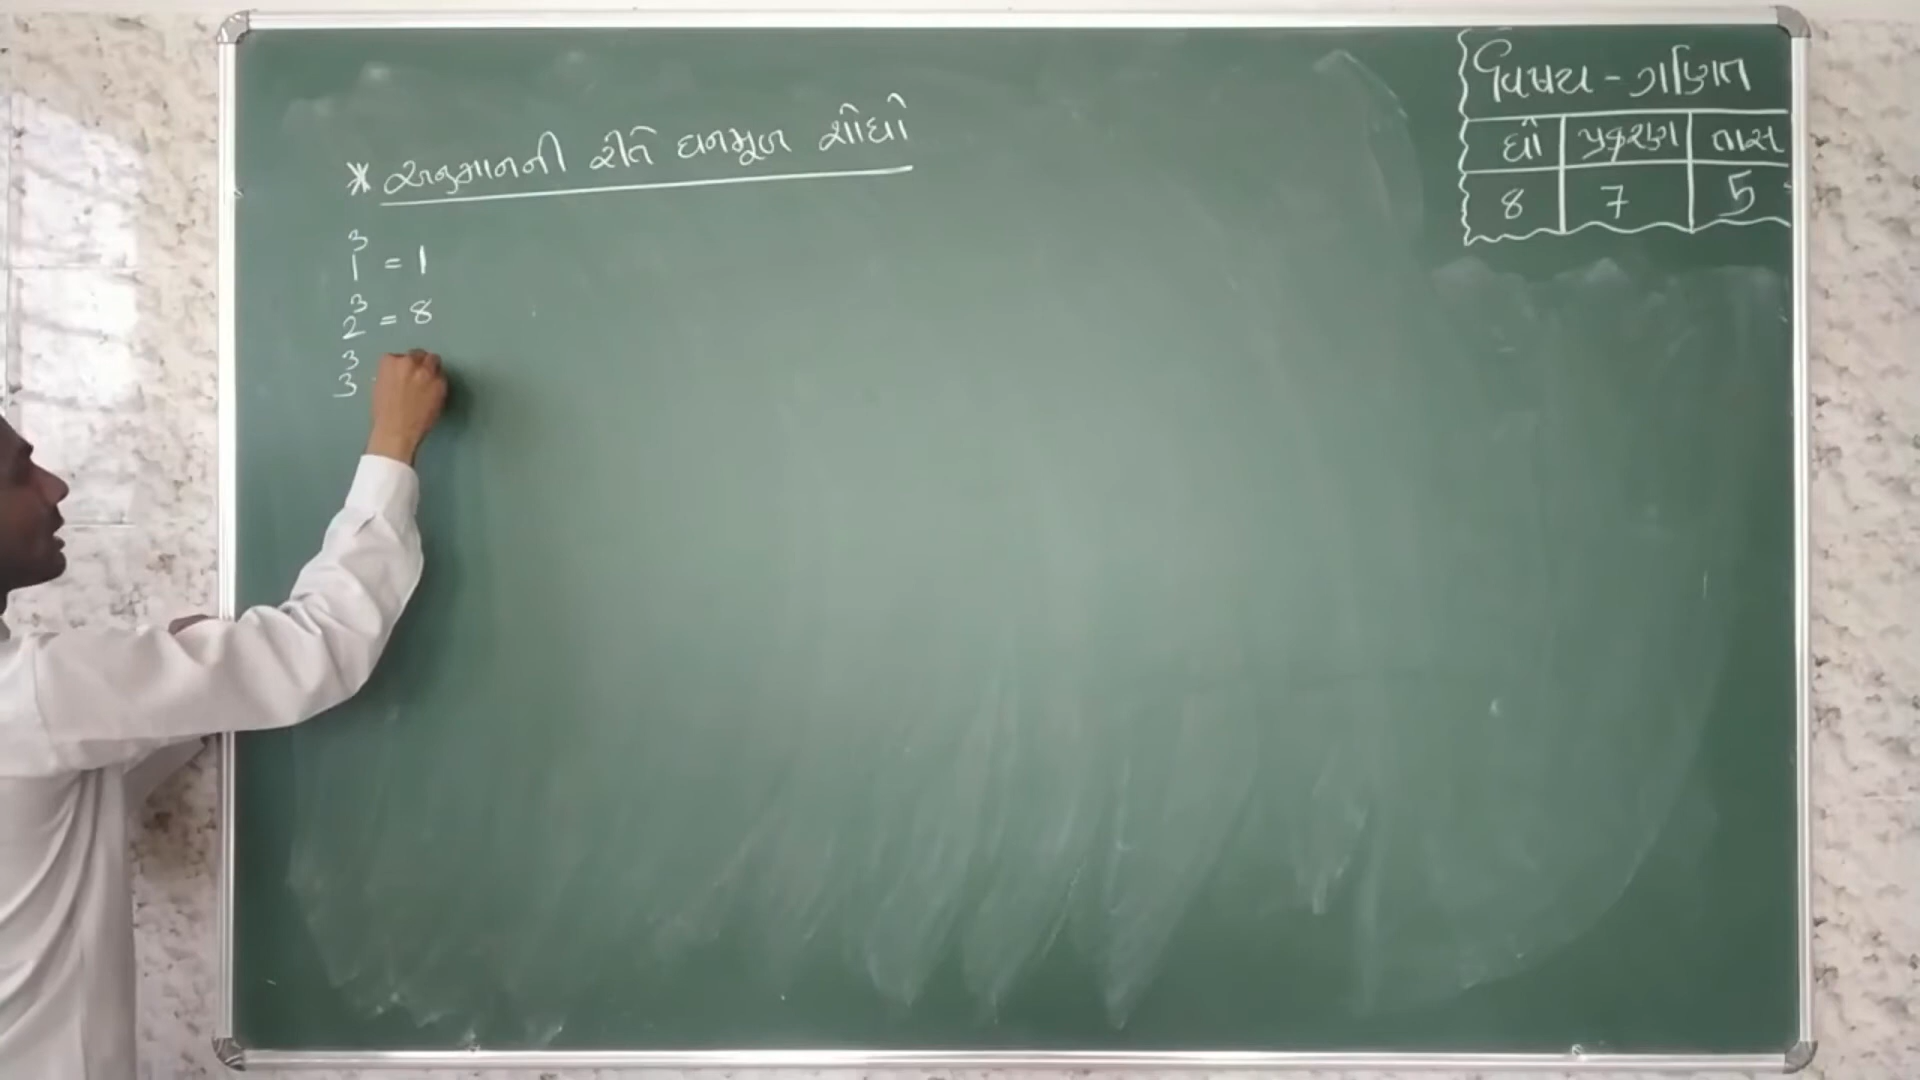 * અનુમાનની રીતે ઘનમૂળ શોધો
1³ = 1
2³ = 8
3³
વિષય - ગણિત
ધો પ્રકરણ તાસ
8 7 5